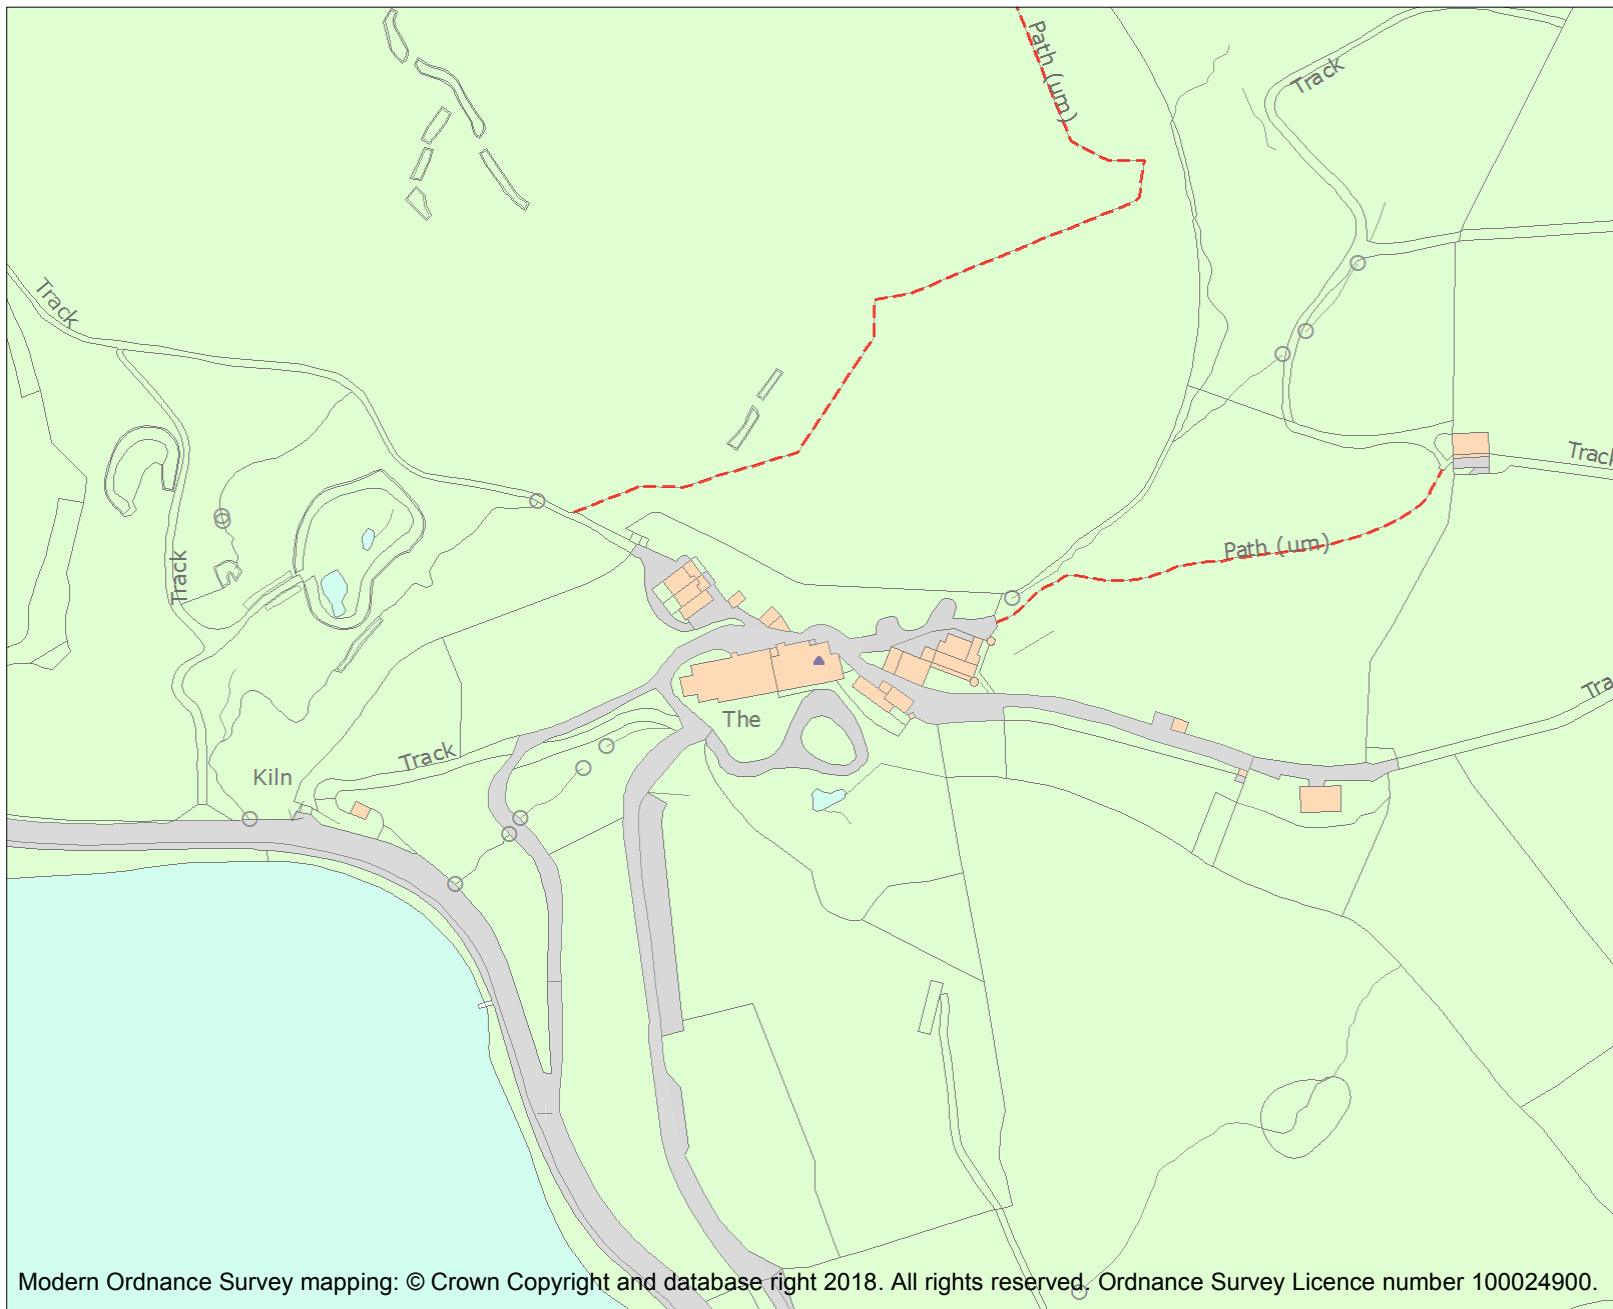 Path (um)
Track
Track
Track
Path (um)
Track
Tra
The
Track
Kiln
Modern Ordnance Survey mapping: © Crown Copyright and database right 2018. All rights reserved. Ordnance Survey Licence number 100024900.